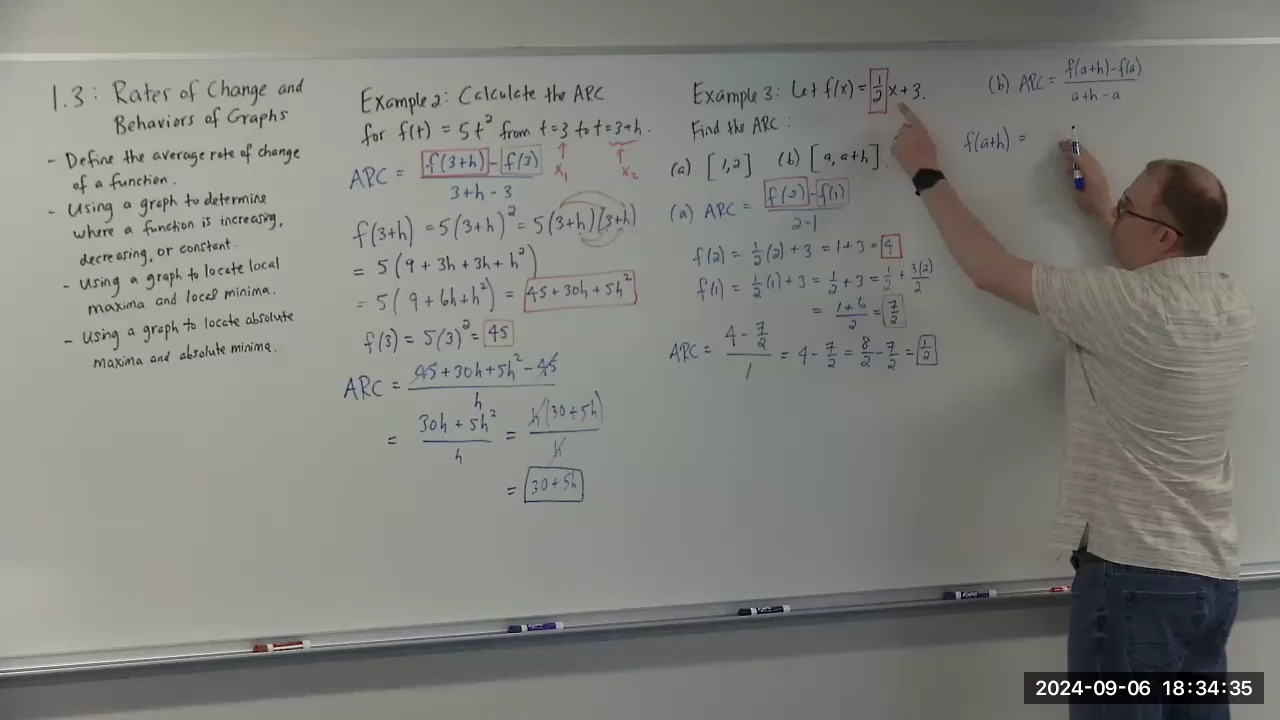 1.3: Rates of Change and
Behaviors of Graphs
- Define the average rate of change
of a function.
- Using a graph to determine
where a function is increasing,
decreasing, or constant.
- Using a graph to locate local
maxima and local minima.
- Using a graph to locate absolute
maxima and absolute minima.
Example 2: Calculate the ARC
for f(t) = 5t² from t=3 to t=3+h.
ARC = f(3+h) - f(3) / 3+h-3
x₁ x₂
f(3+h) = 5(3+h)² = 5(3+h)(3+h)
= 5(9+3h+3h+h²)
= 5(9+6h+h²) = 45+30h+5h²
f(3) = 5(3)² = 45
ARC = 45+30h+5h²-45 / h
= 30h+5h² / h = h(30+5h) / h
= 30+5h
Example 3: Let f(x) = 1/2 x+3.
Find the ARC:
(a) [1,2] (b) [a, a+h].
(a) ARC = f(2)-f(1) / 2-1
f(2) = 1/2(2)+3 = 1+3 = 4
f(1) = 1/2(1)+3 = 1/2+3 = 1/2 + 3(2)/2
= 1+6/2 = 7/2
ARC = 4 - 7/2 / 1 = 4 - 7/2 = 8/2 - 7/2 = 1/2
(b) ARC = f(a+h)-f(a) / a+h-a
f(a+h) =
2024-09-06 18:34:35